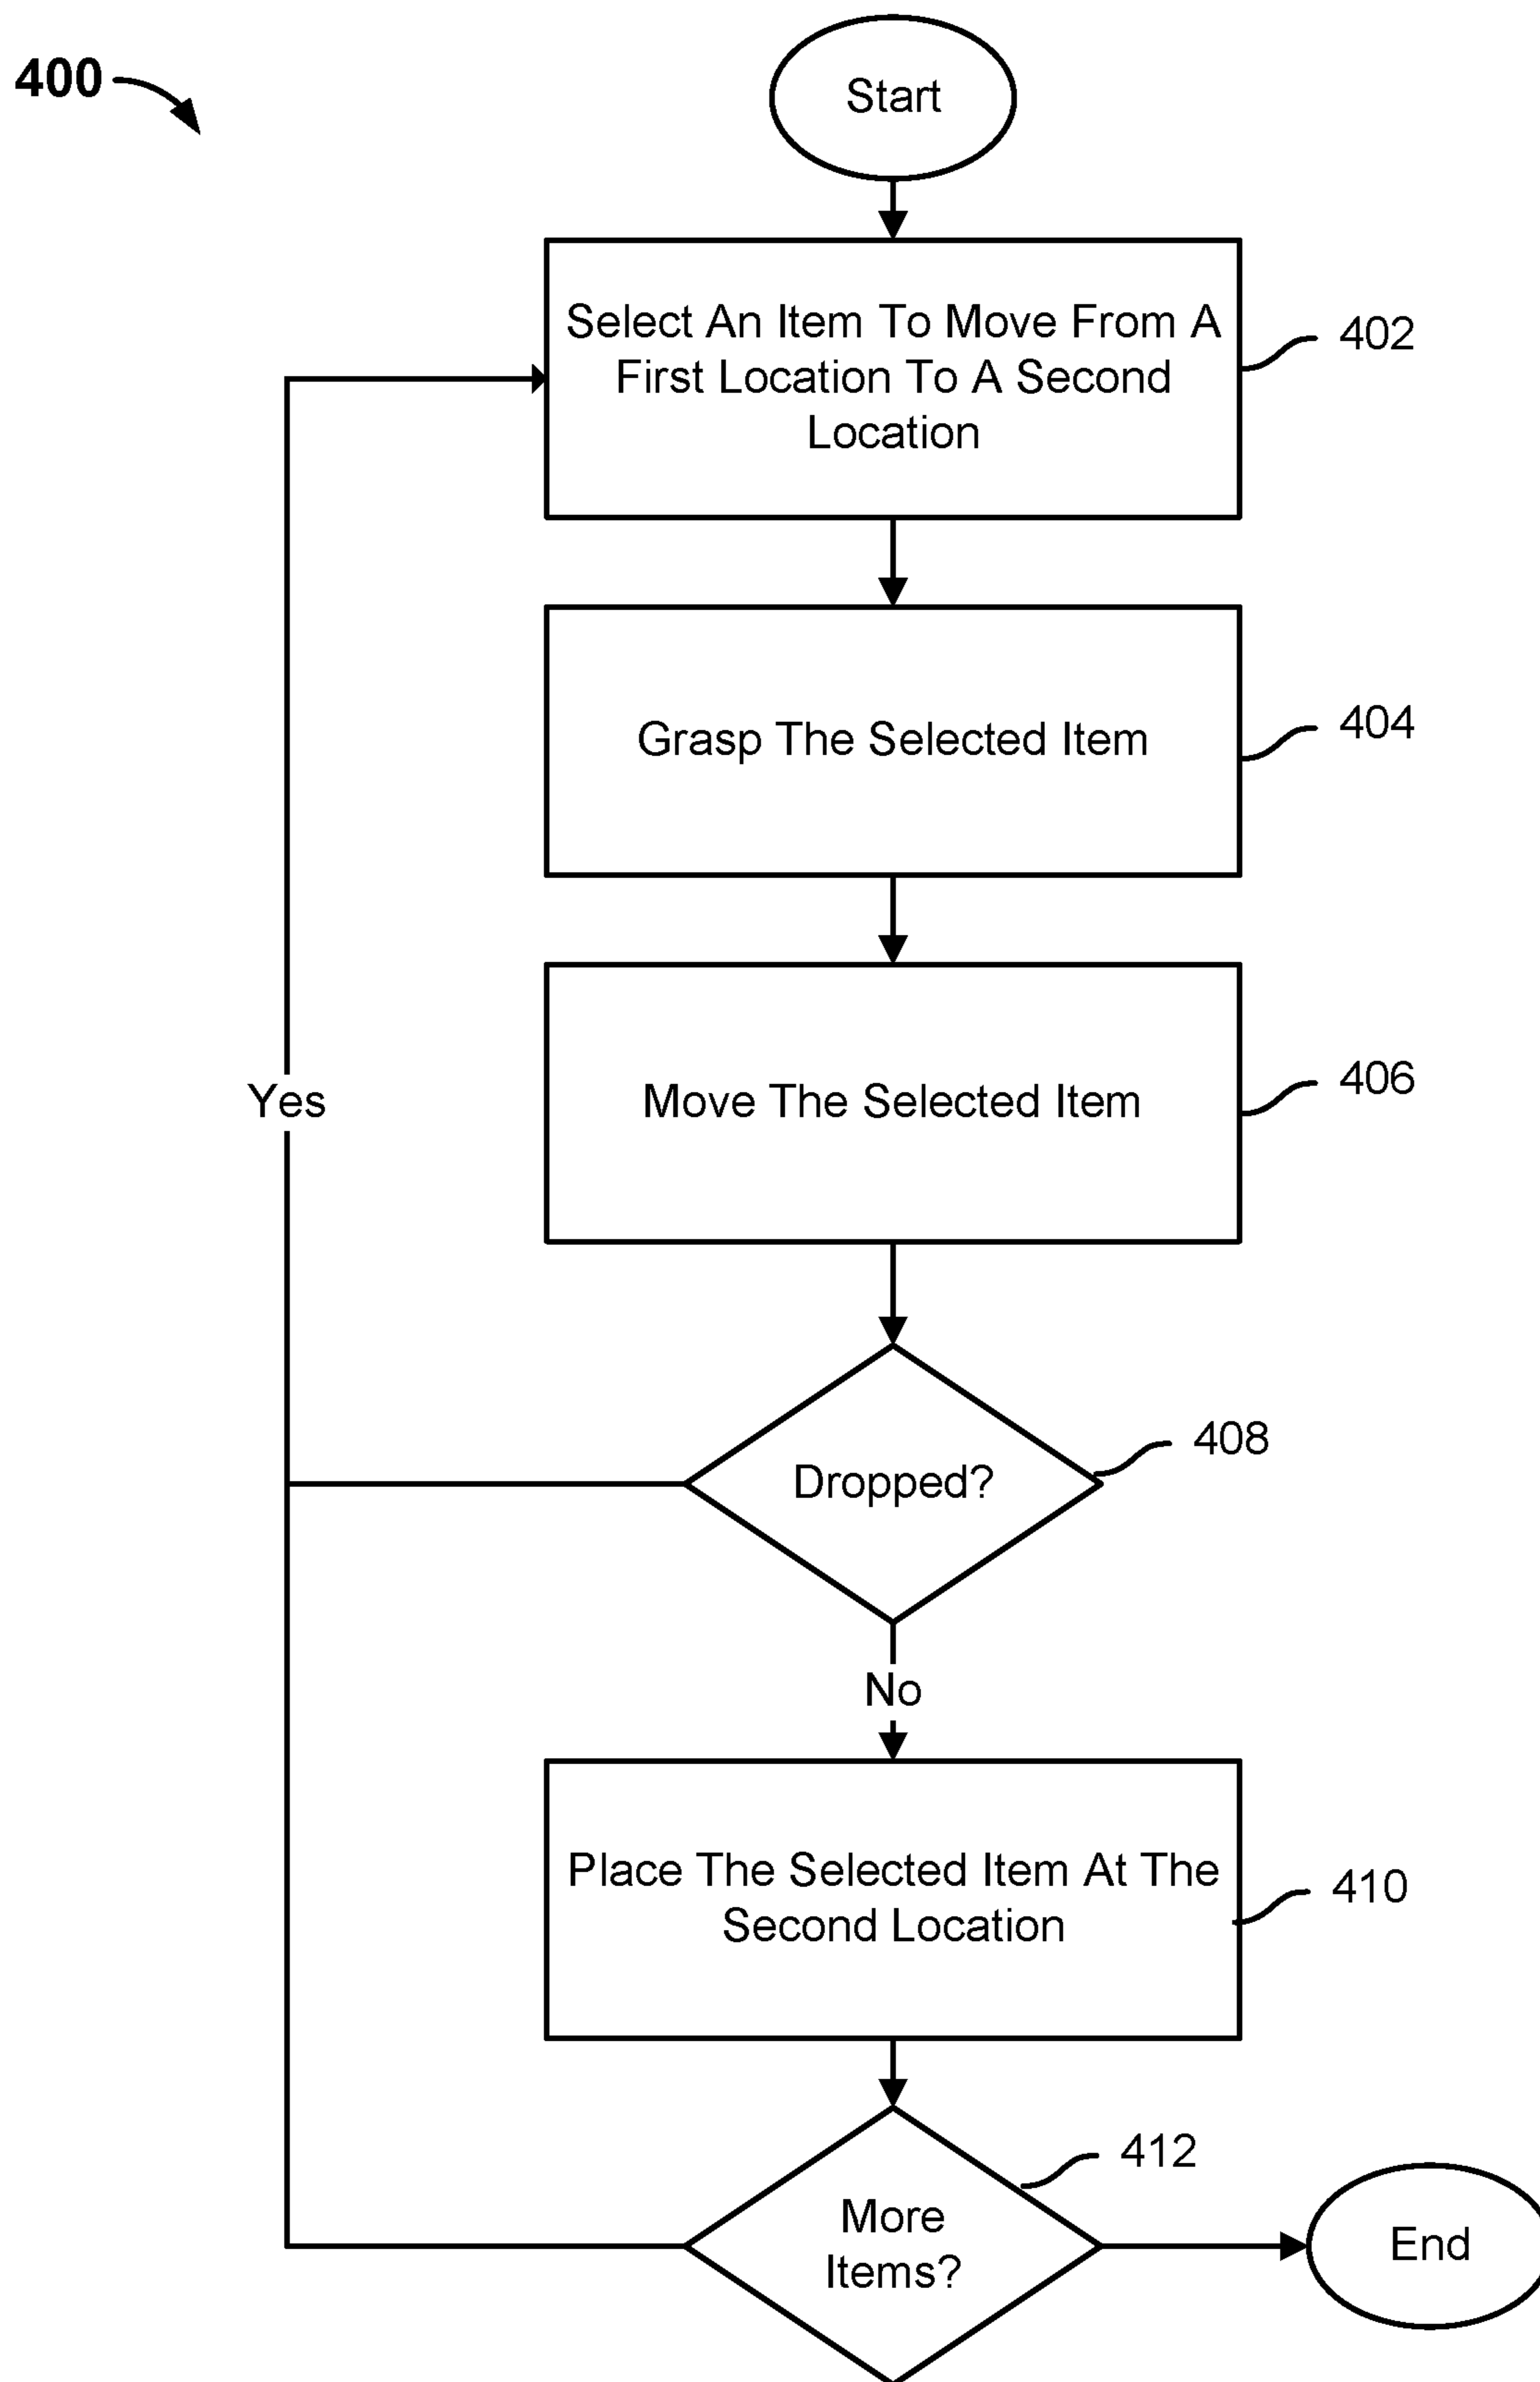 400
Start
Select An Item To Move From A
First Location To A Second
Location
402
Grasp The Selected Item
404
Move The Selected Item
406
Yes
Dropped?
408
No
Place The Selected Item At The
Second Location
410
More
Items?
412
End